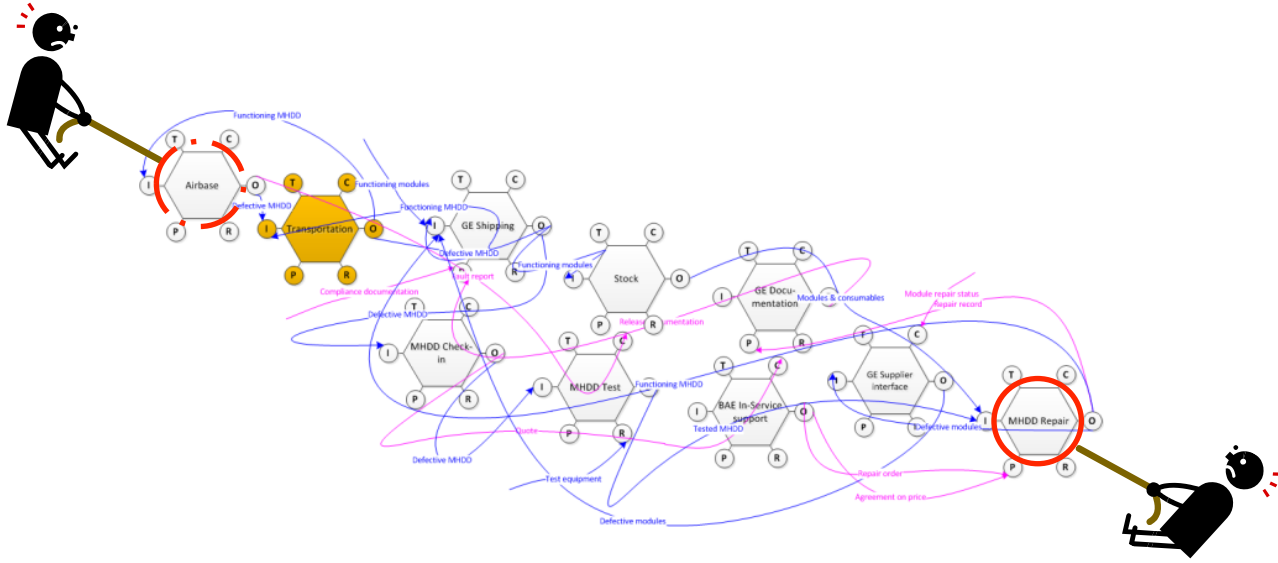 Functioning MHDD
T
C
Airbase
I
O
P
R
Defective MHDD
T
C
Transportation
I
O
P
R
Functioning modules
T
C
Functioning MHDD
I
GE Shipping
O
R
Defective MHDD
Fault report
Functioning modules
Compliance documentation
T
C
Stock
I
O
P
R
T
C
I
GE Docu-
mentation
P
R
Modules & consumables
Module repair status
Repair record
Defective MHDD
T
C
I
MHDD Check-
in
O
P
R
T
C
I
MHDD Test
P
R
Functioning MHDD
T
C
I
BAE In-Service
support
O
P
R
Tested MHDD
T
C
GE Supplier
interface
O
P
Defective modules
T
C
I
MHDD Repair
O
P
R
Quote
Defective MHDD
Test equipment
Repair order
Agreement on price
Defective modules